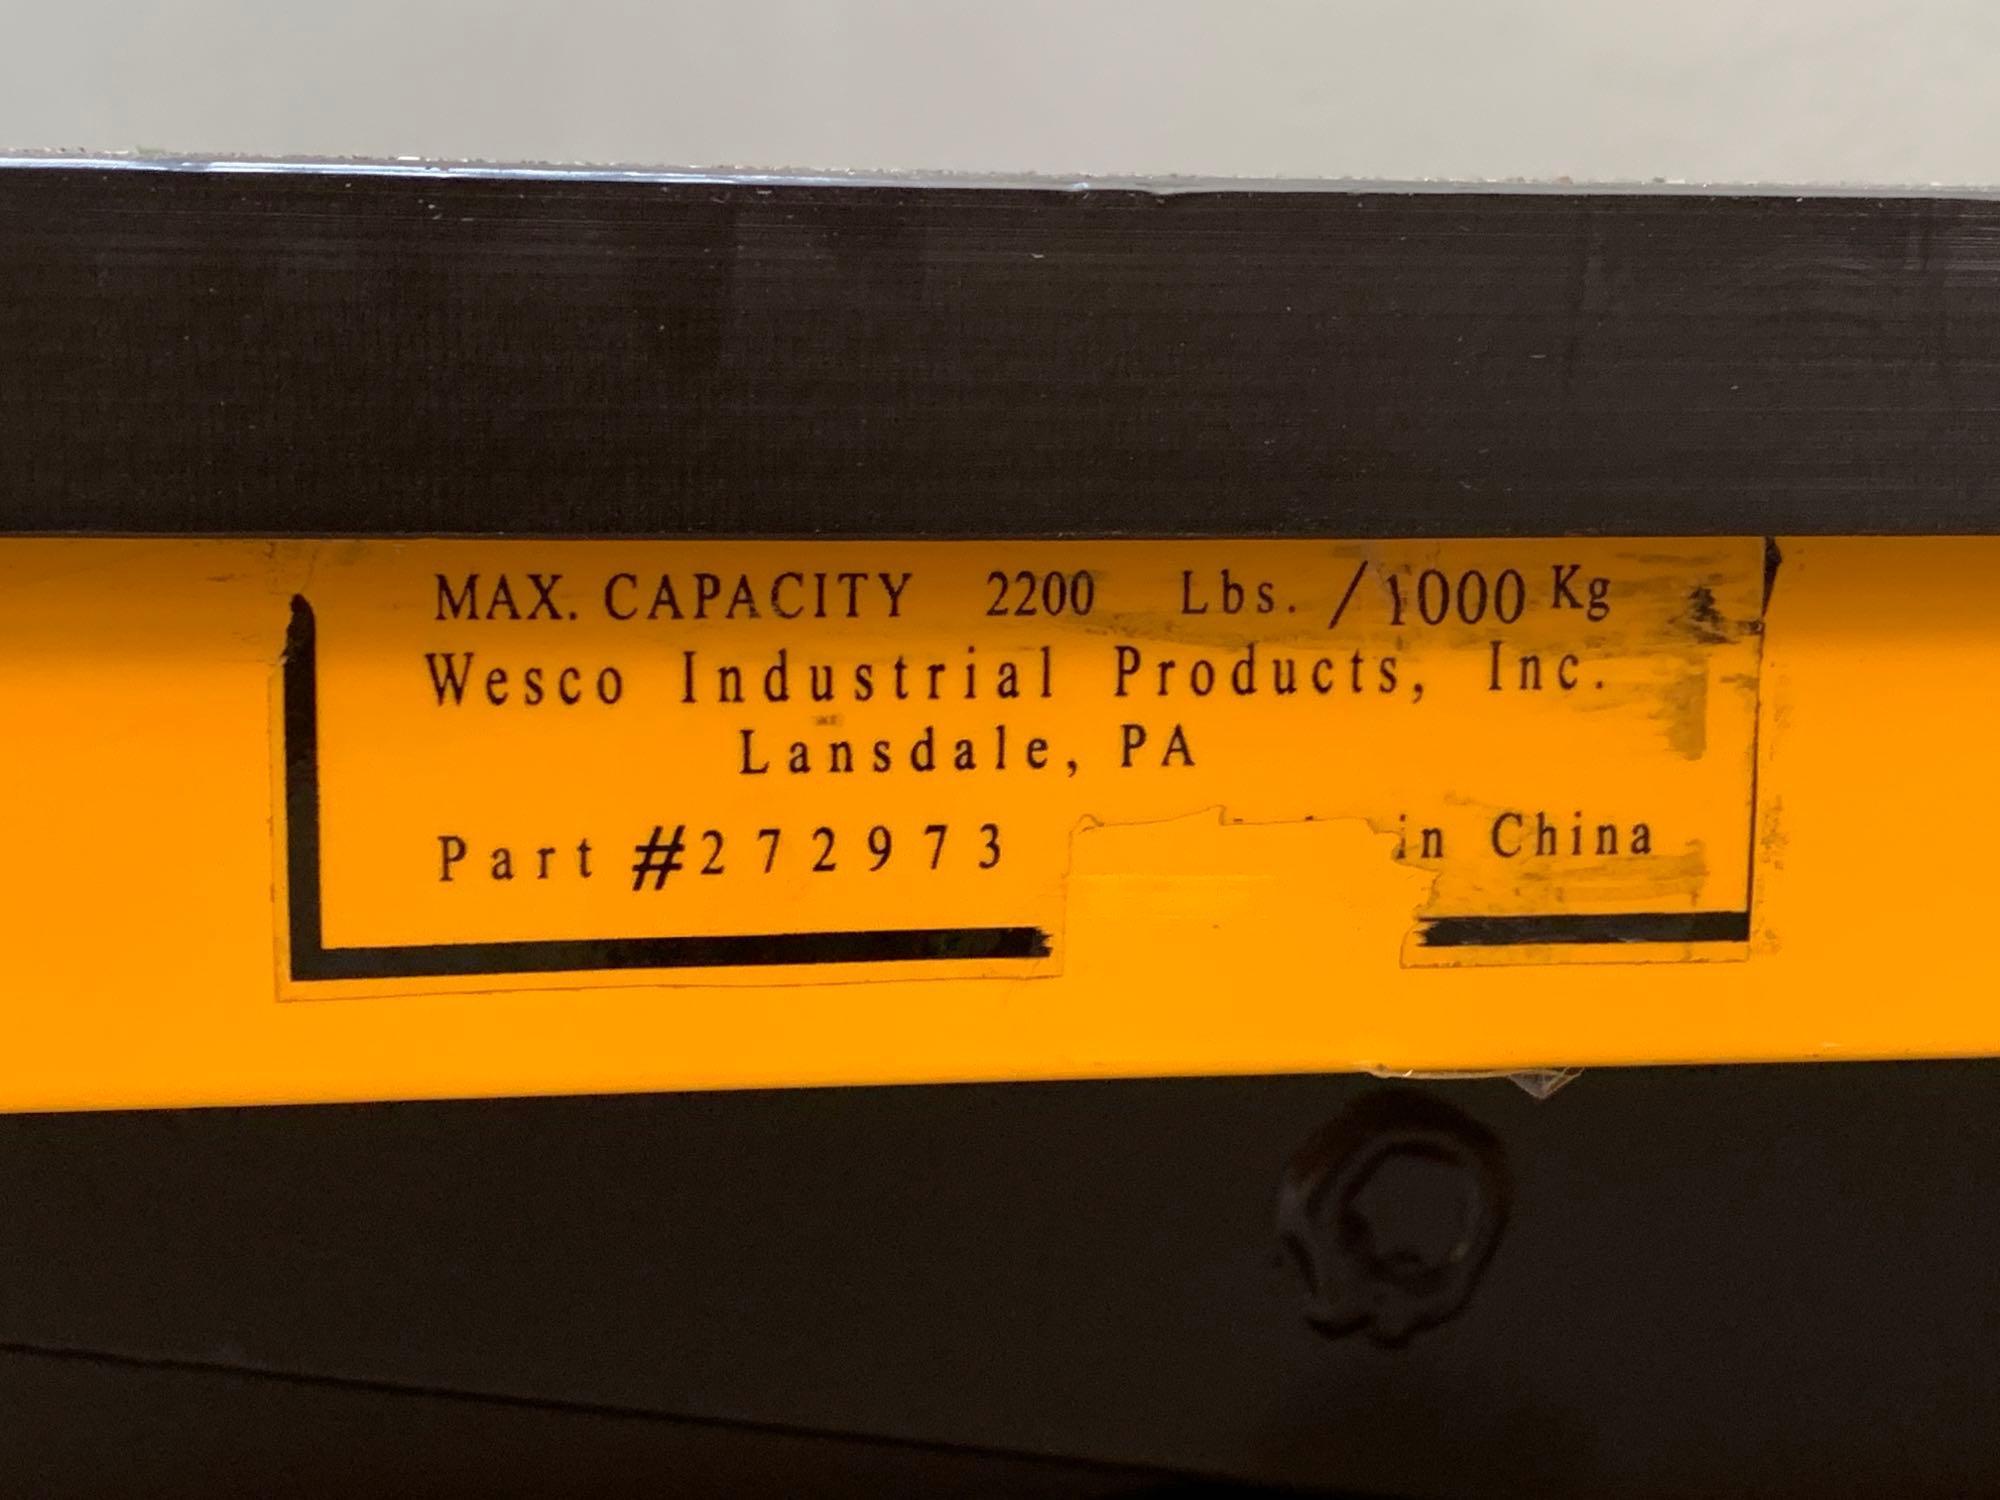 MAX. CAPACITY 2200 Lbs. /1000 Kg
Wesco Industrial Products, Inc.
Lansdale, PA
Part #272973 in China